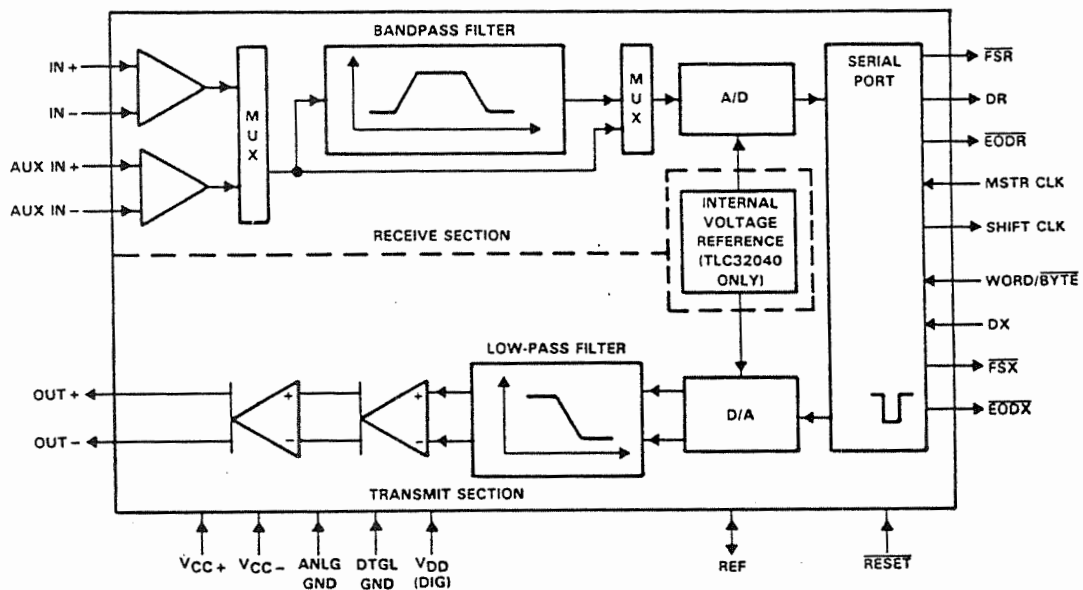 BANDPASS FILTER
IN+
IN−
AUX IN+
AUX IN−
MUX
MUX
A/D
SERIAL
PORT
FSR
DR
EODR
MSTR CLK
SHIFT CLK
WORD/BYTE
DX
FSX
EODX
INTERNAL
VOLTAGE
REFERENCE
(TLC32040
ONLY)
RECEIVE SECTION
LOW-PASS FILTER
OUT+
OUT−
+
−
+
−
D/A
TRANSMIT SECTION
VCC+
VCC−
ANLG
GND
DTGL
GND
VDD
(DIG)
REF
RESET